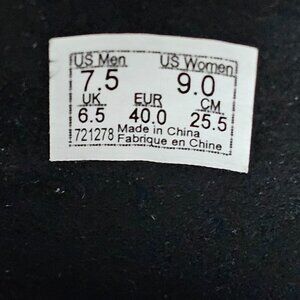 US Men US Women
7.5 9.0
UK EUR CM
6.5 40.0 25.5
721278 Made in China
Fabrique en Chine